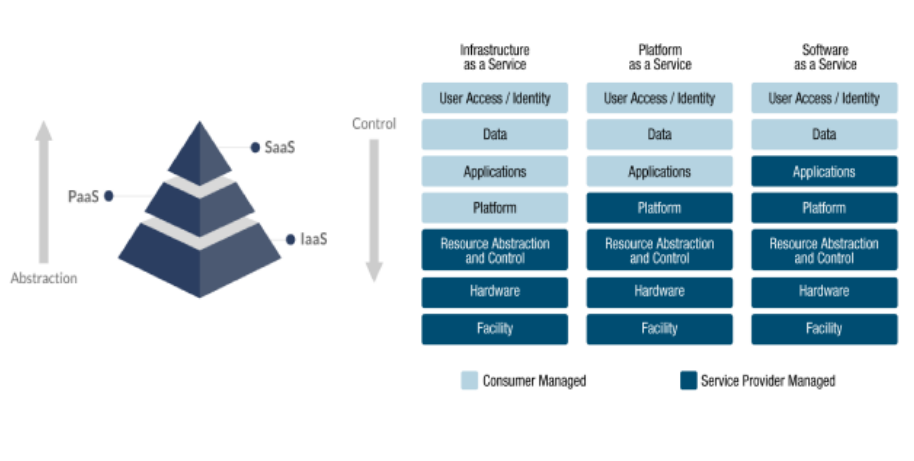 SaaS
PaaS
IaaS
Abstraction
Control
Infrastructure
as a Service
User Access / Identity
Data
Applications
Platform
Resource Abstraction
and Control
Hardware
Facility
Platform
as a Service
User Access / Identity
Data
Applications
Platform
Resource Abstraction
and Control
Hardware
Facility
Software
as a Service
User Access / Identity
Data
Applications
Platform
Resource Abstraction
and Control
Hardware
Facility
Consumer Managed
Service Provider Managed